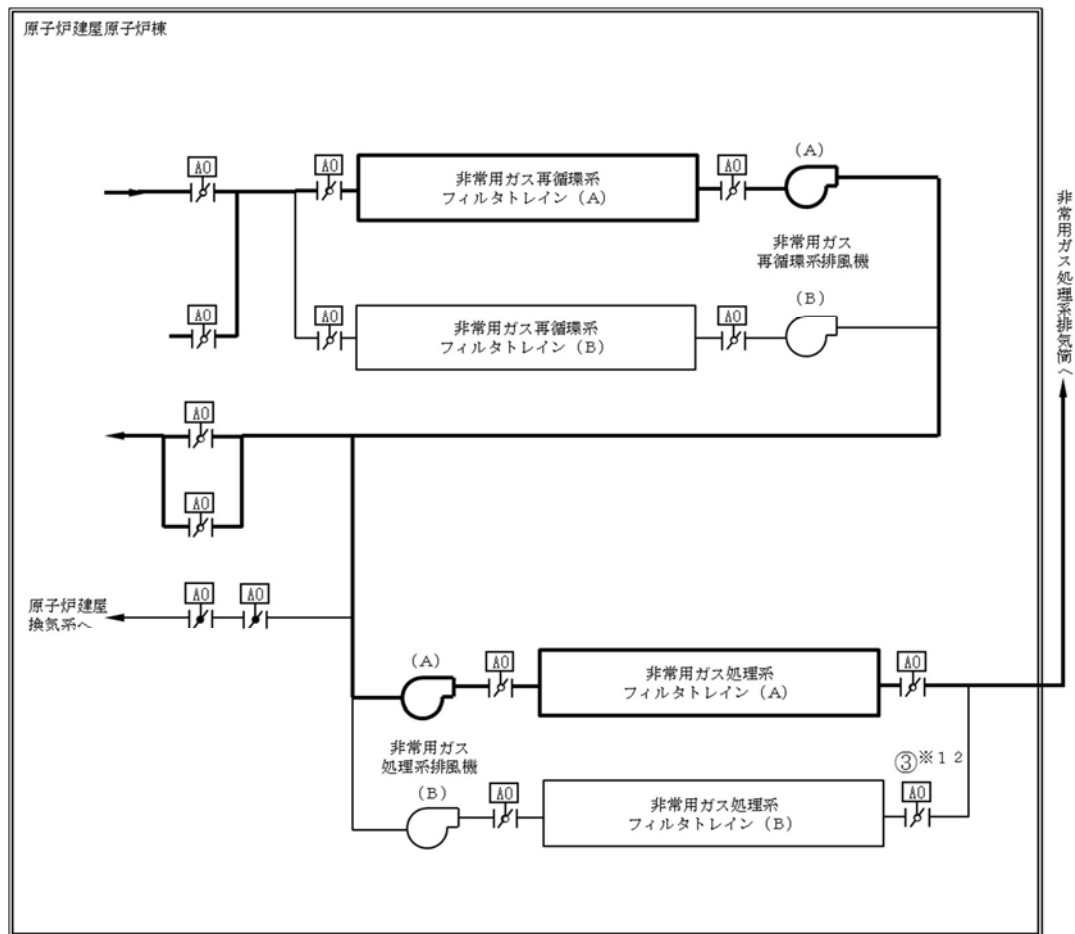 原子炉建屋原子炉棟
AO
AO
AO
(A)
非常用ガス再循環系
フィルタトレイン(A)
非常用ガス
再循環系排風機
AO
AO
AO
(B)
非常用ガス再循環系
フィルタトレイン(B)
非常用ガス処理系排気筒へ
AO
AO
AO
AO
原子炉建屋
換気系へ
(A)
AO
非常用ガス処理系
フィルタトレイン(A)
AO
非常用ガス
処理系排風機
③※12
(B)
AO
非常用ガス処理系
フィルタトレイン(B)
AO